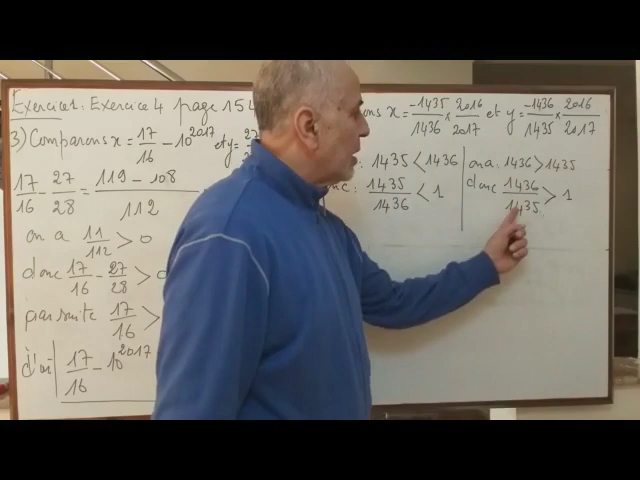 Exercice 1: Exercice 4 page 154
3) Comparons x = 17/16 - 10^2017 et y = 27/
17/16 - 27/28 = (119 - 108)/112
on a 11/112 > 0
donc 17/16 - 27/28 > 0
par suite 17/16 >
d'où 17/16 - 10^2017
ons x = -1435/1436 × 2016/2017 et y = -1436/1435 × 2016/2017
: 1435 < 1436
c : 1435/1436 < 1
on a : 1436 > 1435
donc 1436/1435 > 1